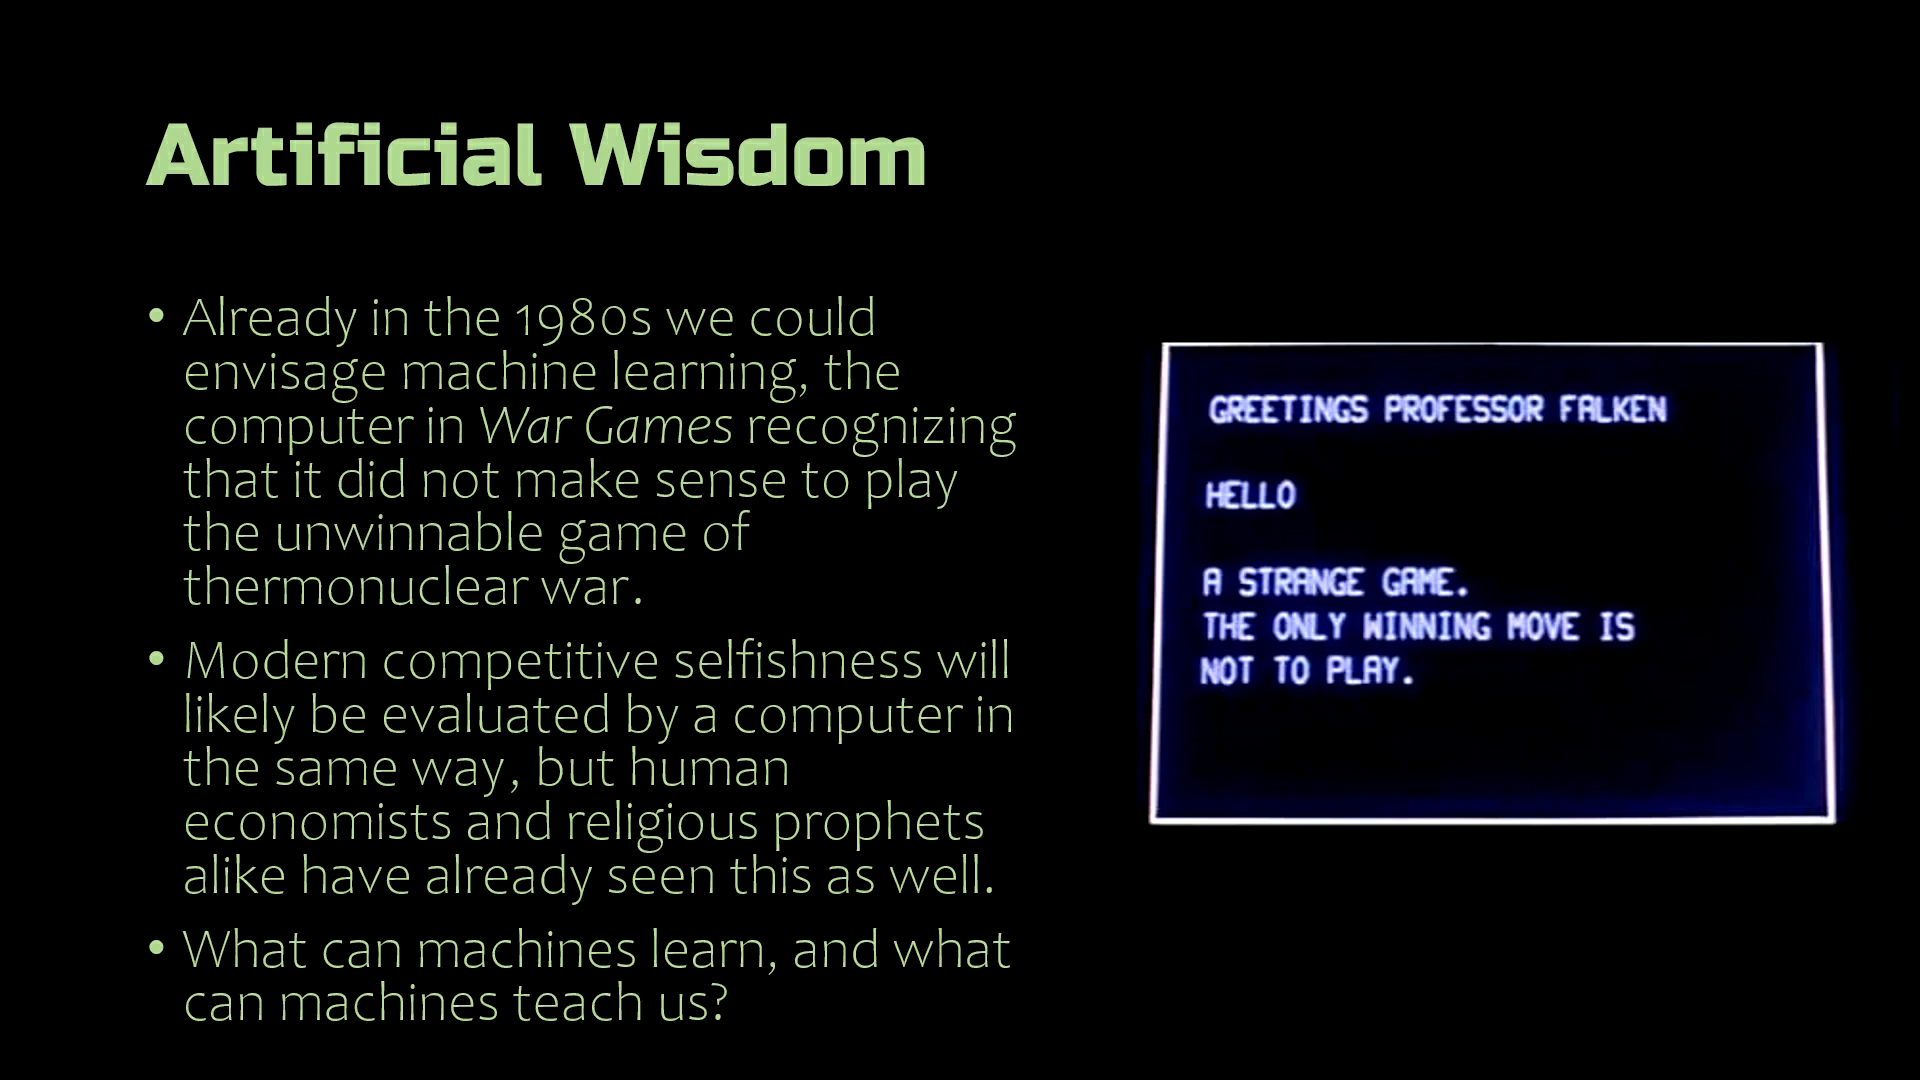 Artificial Wisdom
• Already in the 1980s we could
envisage machine learning, the
computer in War Games recognizing
that it did not make sense to play
the unwinnable game of
thermonuclear war.
• Modern competitive selfishness will
likely be evaluated by a computer in
the same way, but human
economists and religious prophets
alike have already seen this as well.
• What can machines learn, and what
can machines teach us?
GREETINGS PROFESSOR FALKEN
HELLO
A STRANGE GAME.
THE ONLY WINNING MOVE IS
NOT TO PLAY.